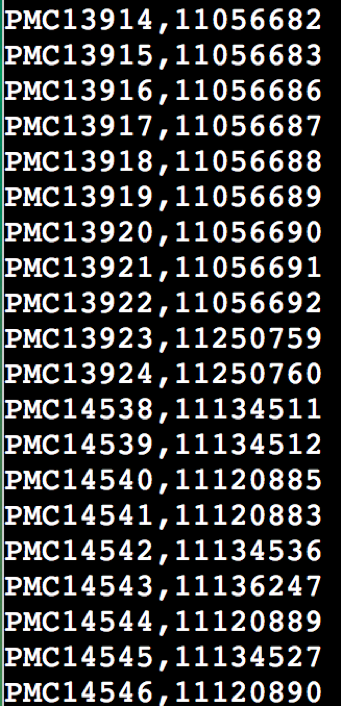 PMC13914,11056682
PMC13915,11056683
PMC13916,11056686
PMC13917,11056687
PMC13918,11056688
PMC13919,11056689
PMC13920,11056690
PMC13921,11056691
PMC13922,11056692
PMC13923,11250759
PMC13924,11250760
PMC14538,11134511
PMC14539,11134512
PMC14540,11120885
PMC14541,11120883
PMC14542,11134536
PMC14543,11136247
PMC14544,11120889
PMC14545,11134527
PMC14546,11120890